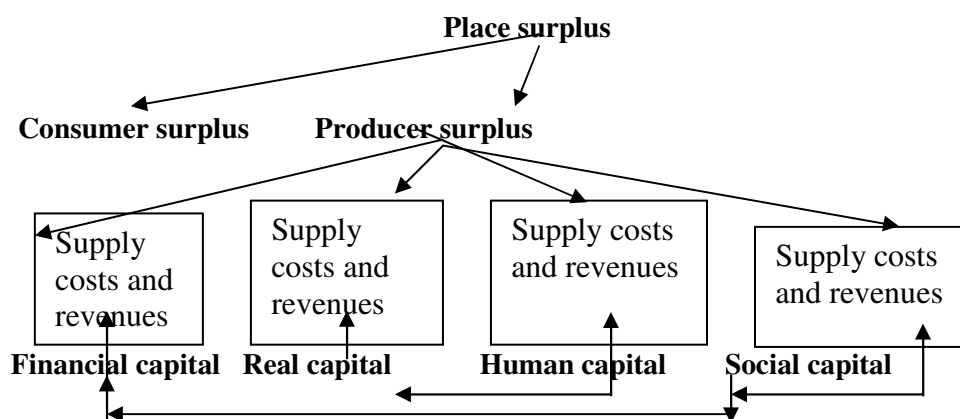 Place surplus
Consumer surplus
Producer surplus
Supply
costs and
revenues
Supply
costs and
revenues
Supply costs
and revenues
Supply costs
and revenues
Financial capital
Real capital
Human capital
Social capital